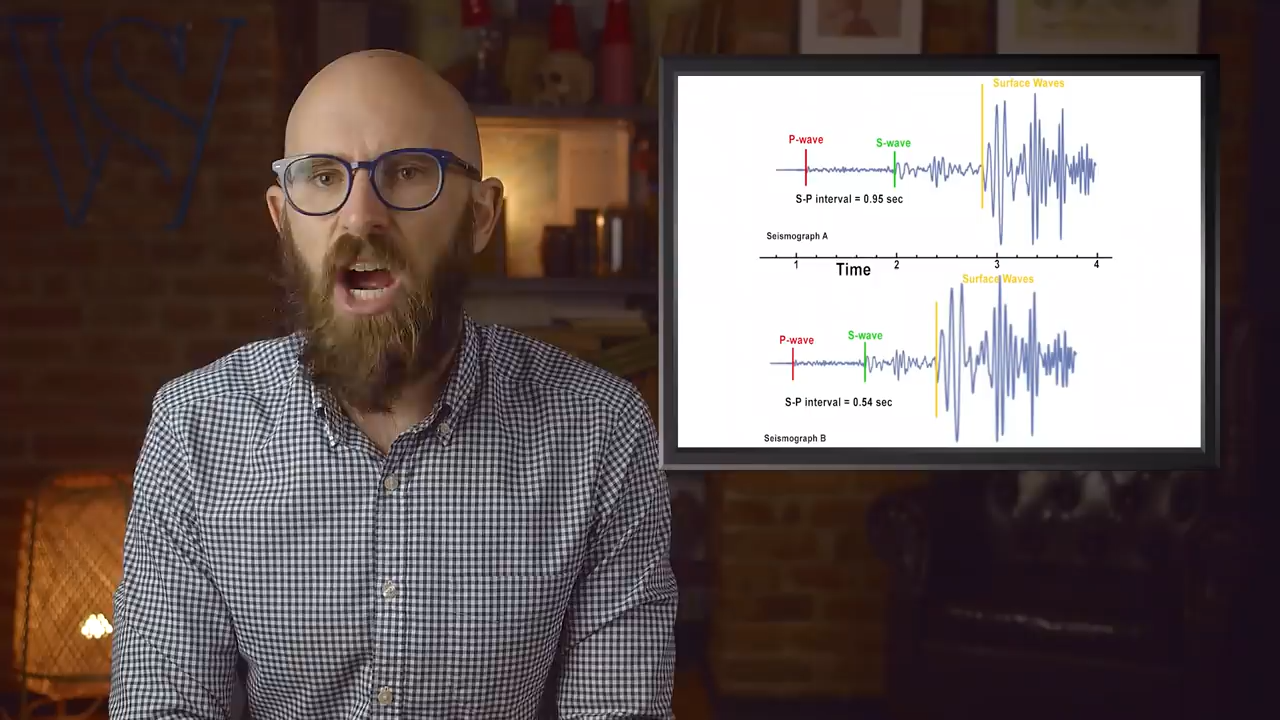 WS
Surface Waves
P-wave
S-wave
S-P interval = 0.95 sec
Seismograph A
1 2 3 4
Time
Surface Waves
P-wave
S-wave
S-P interval = 0.54 sec
Seismograph B